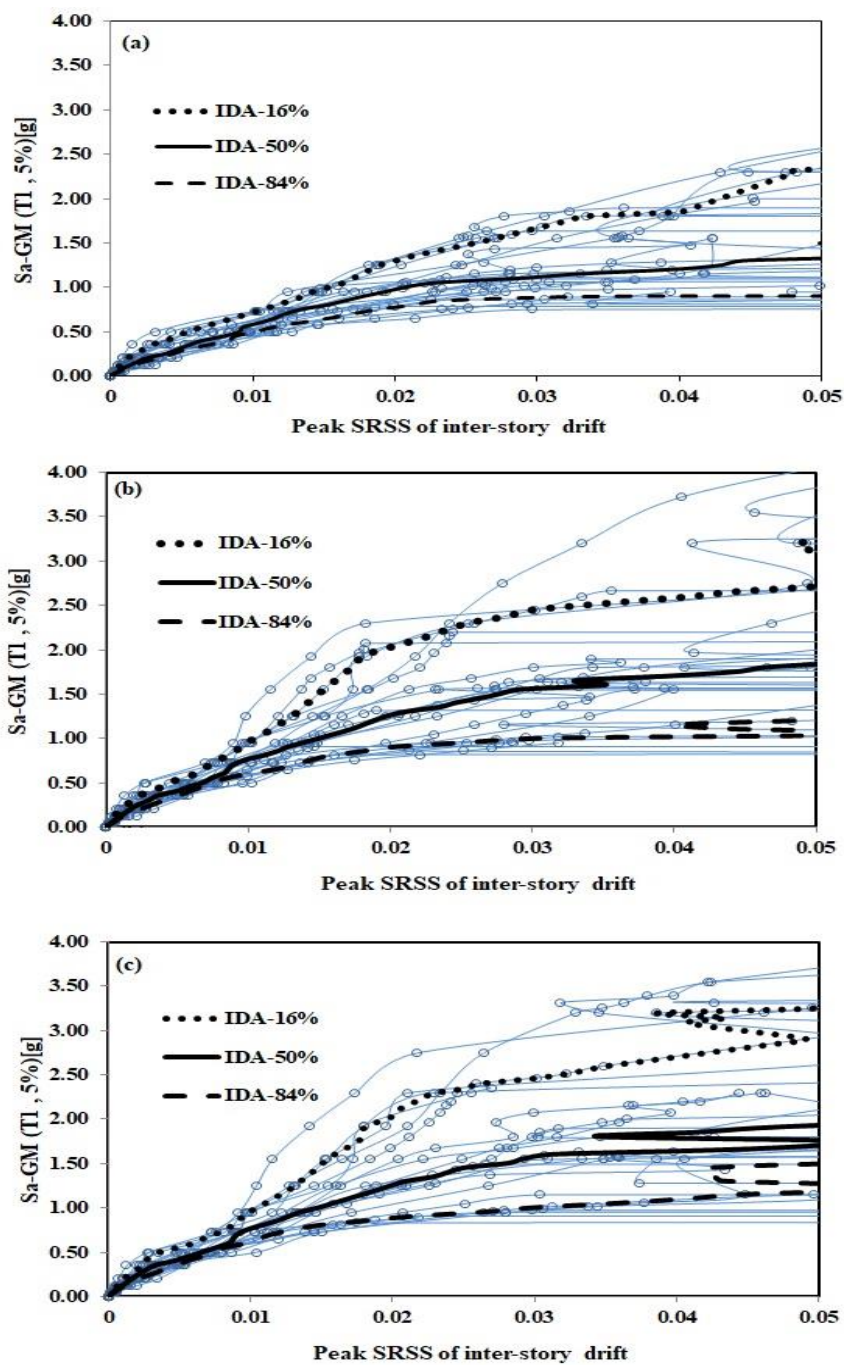 4.00
(a)
3.50
3.00
IDA-16%
2.50
IDA-50%
2.00
IDA-84%
1.50
1.00
0.50
0.00
Sa-GM (T1 , 5%)[g]
0 0.01 0.02 0.03 0.04 0.05
Peak SRSS of inter-story drift
4.00
(b)
3.50
IDA-16%
3.00
IDA-50%
2.50
IDA-84%
2.00
1.50
1.00
0.50
0.00
Sa-GM (T1 , 5%)[g]
0 0.01 0.02 0.03 0.04 0.05
Peak SRSS of inter-story drift
4.00
(c)
3.50
IDA-16%
3.00
IDA-50%
2.50
IDA-84%
2.00
1.50
1.00
0.50
0.00
Sa-GM (T1 , 5%)[g]
0 0.01 0.02 0.03 0.04 0.05
Peak SRSS of inter-story drift